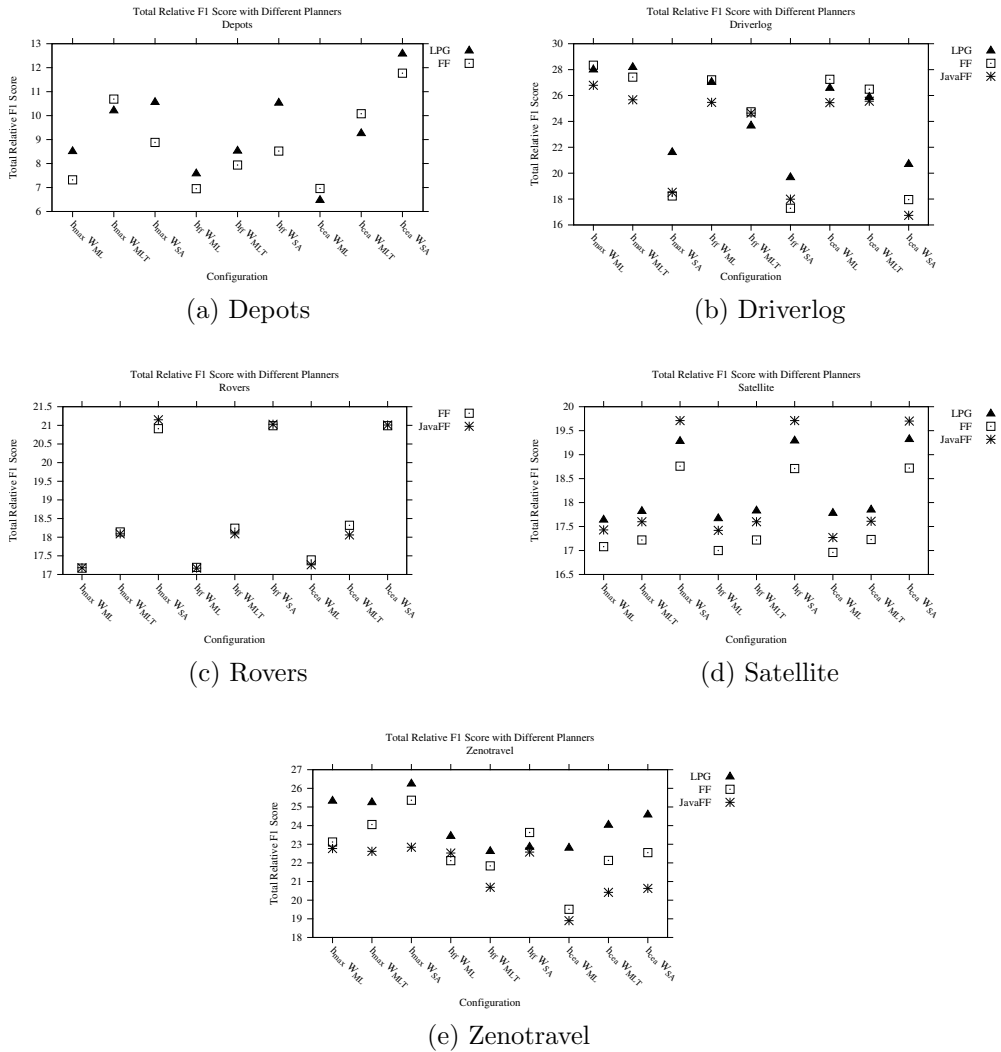 Total Relative F1 Score with Different Planners
Depots
13
12
11
10
9
8
7
6
Total Relative F1 Score
LPG
FF
hmax WML
hmax WMLT
hmax WSA
hff WML
hff WMLT
hff WSA
hcea WML
hcea WMLT
hcea WSA
Configuration
(a) Depots
Total Relative F1 Score with Different Planners
Driverlog
30
28
26
24
22
20
18
16
Total Relative F1 Score
LPG
FF
JavaFF
hmax WML
hmax WMLT
hmax WSA
hff WML
hff WMLT
hff WSA
hcea WML
hcea WMLT
hcea WSA
Configuration
(b) Driverlog
Total Relative F1 Score with Different Planners
Rovers
21.5
21
20.5
20
19.5
19
18.5
18
17.5
17
Total Relative F1 Score
FF
JavaFF
hmax WML
hmax WMLT
hmax WSA
hff WML
hff WMLT
hff WSA
hcea WML
hcea WMLT
hcea WSA
Configuration
(c) Rovers
Total Relative F1 Score with Different Planners
Satellite
20
19.5
19
18.5
18
17.5
17
16.5
Total Relative F1 Score
LPG
FF
JavaFF
hmax WML
hmax WMLT
hmax WSA
hff WML
hff WMLT
hff WSA
hcea WML
hcea WMLT
hcea WSA
Configuration
(d) Satellite
Total Relative F1 Score with Different Planners
Zenotravel
27
26
25
24
23
22
21
20
19
18
Total Relative F1 Score
LPG
FF
JavaFF
hmax WML
hmax WMLT
hmax WSA
hff WML
hff WMLT
hff WSA
hcea WML
hcea WMLT
hcea WSA
Configuration
(e) Zenotravel